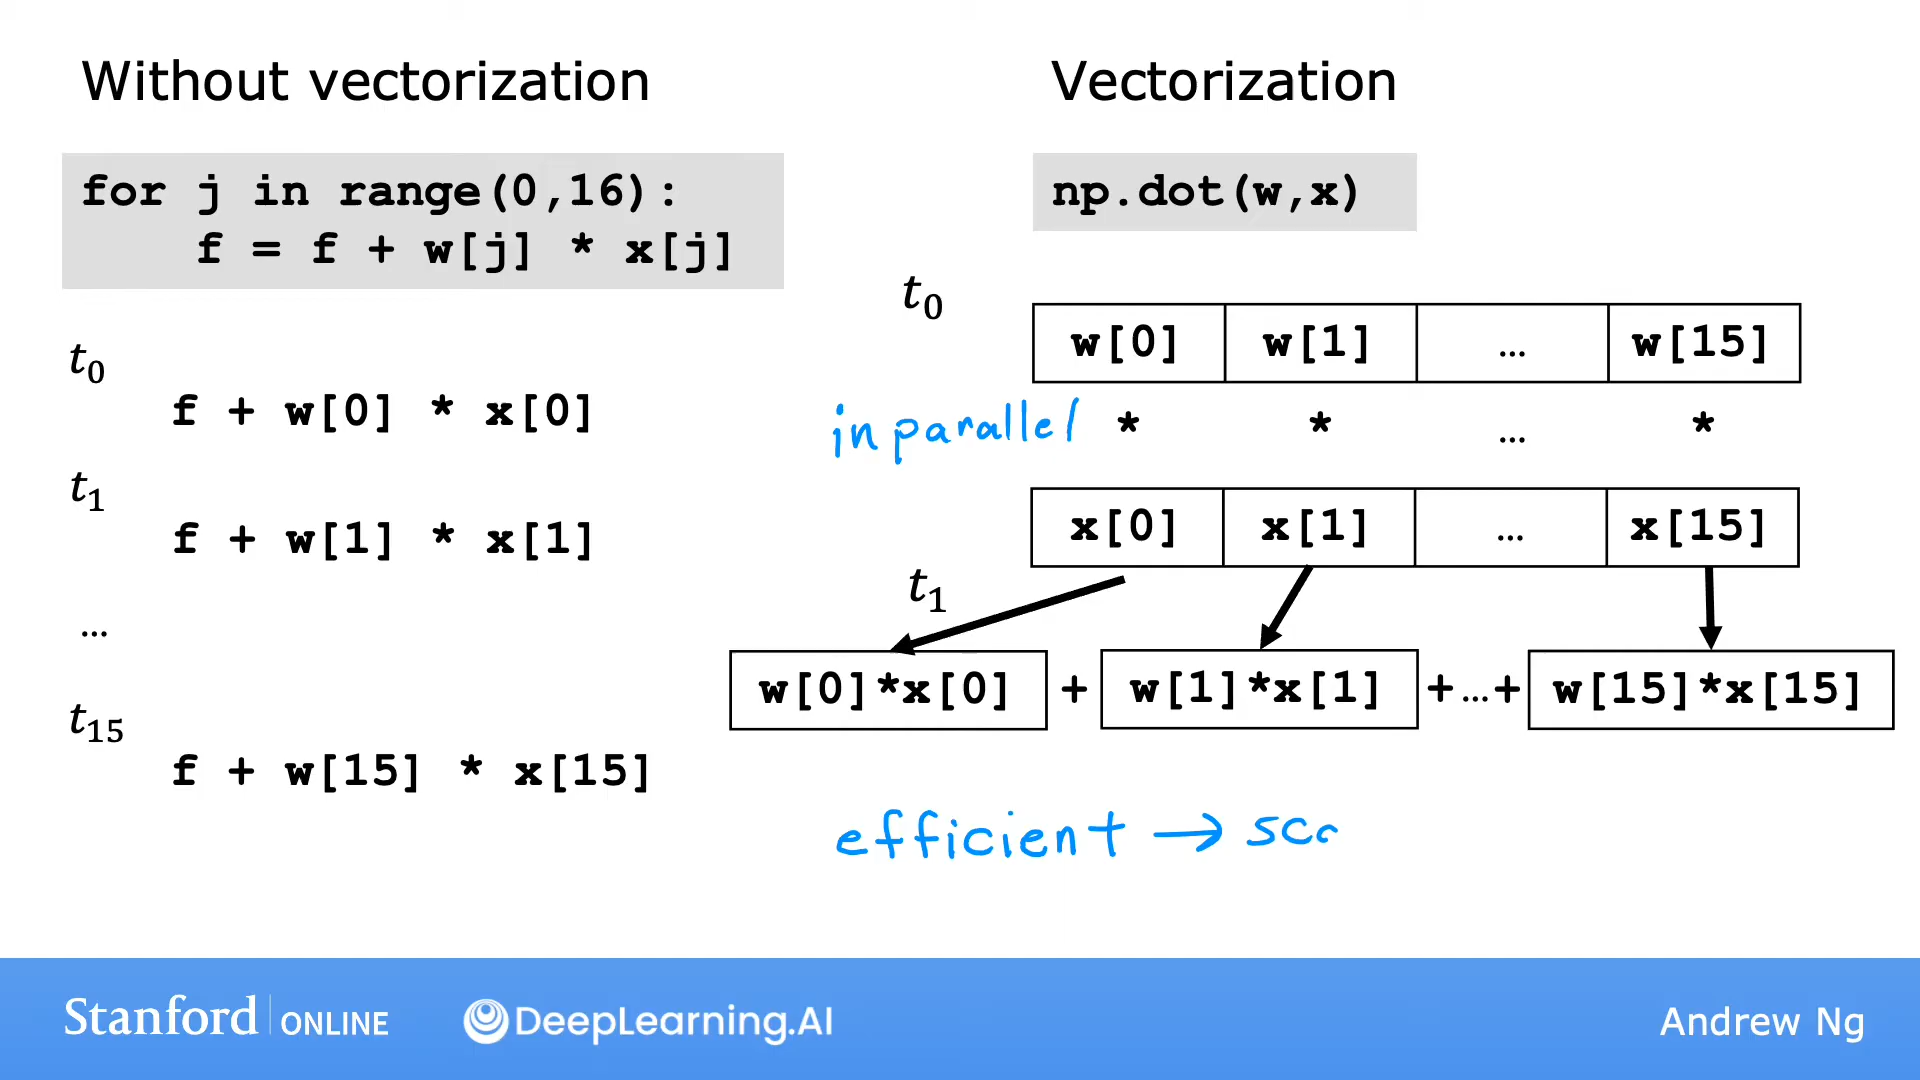 Without vectorization
for j in range(0,16):
f = f + w[j] * x[j]
t0
f + w[0] * x[0]
t1
f + w[1] * x[1]
...
t15
f + w[15] * x[15]
Vectorization
np.dot(w,x)
t0
w[0] w[1] ... w[15]
in parallel * * ... *
x[0] x[1] ... x[15]
t1
w[0]*x[0] + w[1]*x[1] +...+ w[15]*x[15]
efficient →
Stanford | ONLINE DeepLearning.AI Andrew Ng